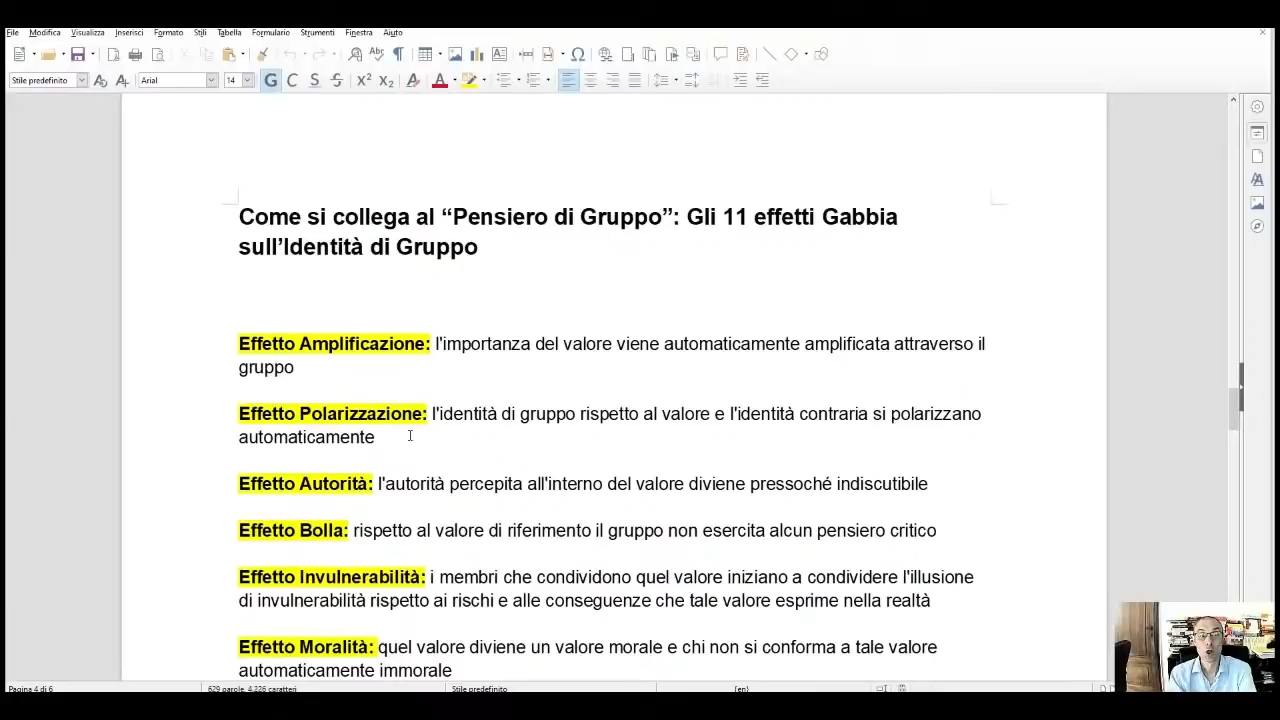 File Modifica Visualizza Inserisci Formato Stili Tabella Formulario Strumenti Finestra Aiuto
Stile predefinito Arial 14 G C S
Come si collega al “Pensiero di Gruppo”: Gli 11 effetti Gabbia
sull’Identità di Gruppo
Effetto Amplificazione: l'importanza del valore viene automaticamente amplificata attraverso il
gruppo
Effetto Polarizzazione: l'identità di gruppo rispetto al valore e l'identità contraria si polarizzano
automaticamente
Effetto Autorità: l'autorità percepita all'interno del valore diviene pressoché indiscutibile
Effetto Bolla: rispetto al valore di riferimento il gruppo non esercita alcun pensiero critico
Effetto Invulnerabilità: i membri che condividono quel valore iniziano a condividere l'illusione
di invulnerabilità rispetto ai rischi e alle conseguenze che tale valore esprime nella realtà
Effetto Moralità: quel valore diviene un valore morale e chi non si conforma a tale valore
automaticamente immorale
Pagina 4 di 6 629 parole, 4.226 caratteri Stile predefinito [en]